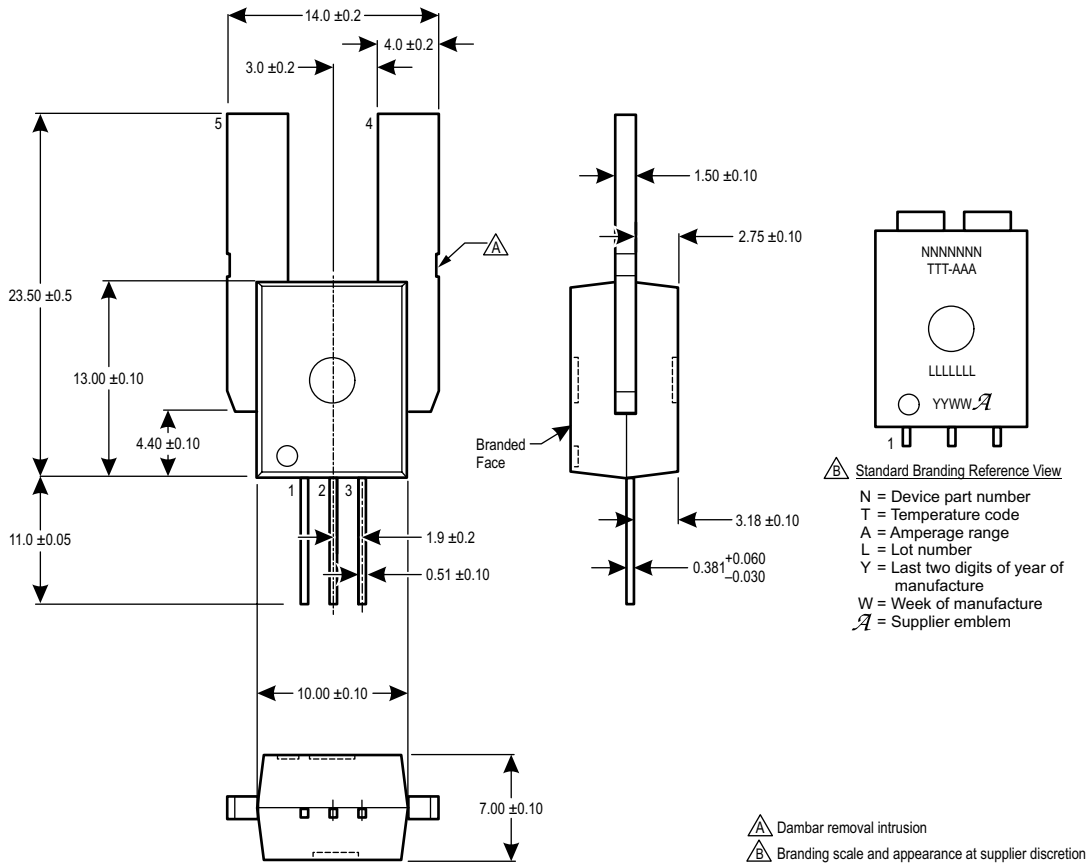 14.0 ±0.2
4.0 ±0.2
3.0 ±0.2
5
4
1.50 ±0.10
A
2.75 ±0.10
NNNNNNN
TTT-AAA
23.50 ±0.5
13.00 ±0.10
LLLLLLL
YYWW A
4.40 ±0.10
Branded
Face
1
B Standard Branding Reference View
1 2 3
N = Device part number
T = Temperature code
A = Amperage range
L = Lot number
Y = Last two digits of year of
manufacture
W = Week of manufacture
A = Supplier emblem
3.18 ±0.10
11.0 ±0.05
1.9 ±0.2
0.51 ±0.10
0.381 +0.060
–0.030
10.00 ±0.10
7.00 ±0.10
A Dambar removal intrusion
B Branding scale and appearance at supplier discretion